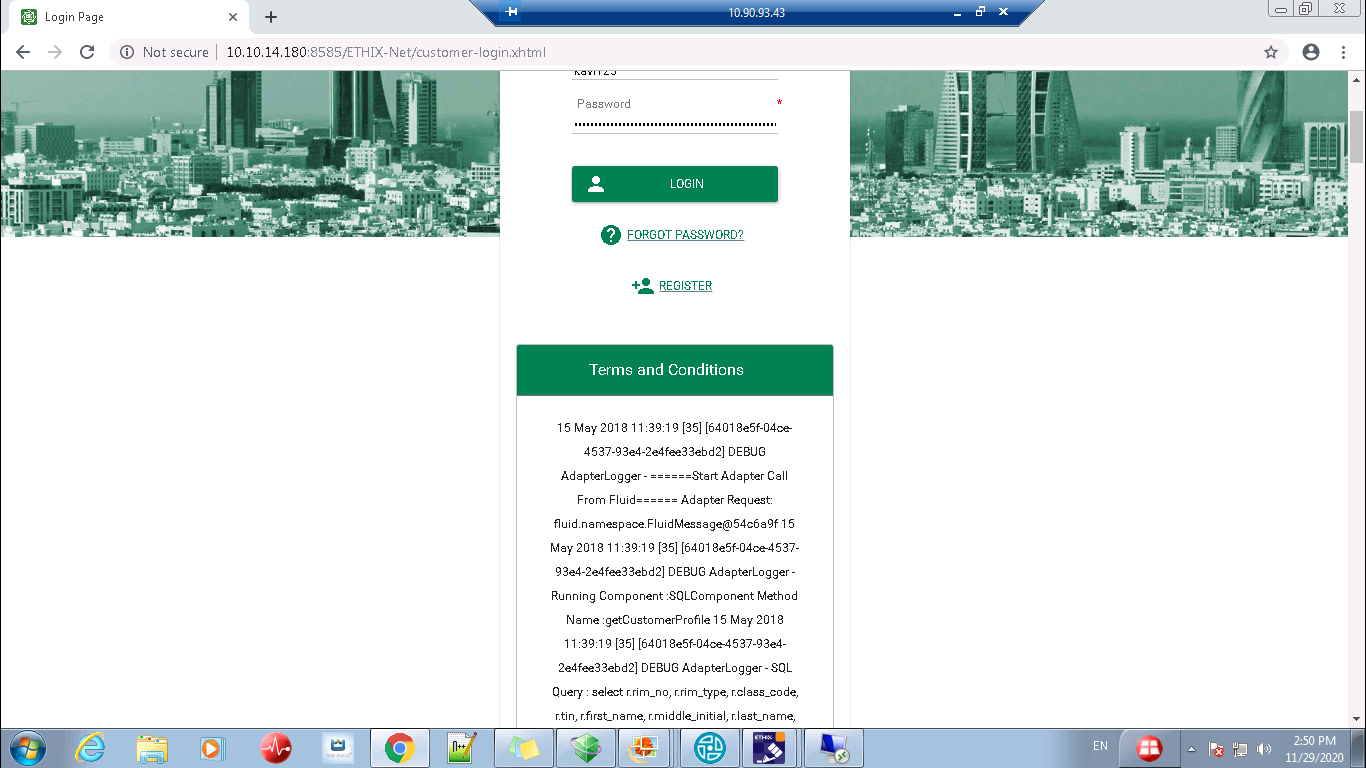 Login Page
10.90.93.43
Not secure
10.10.14.180:8585/ETHIX-Net/customer-login.xhtml
Password *
LOGIN
FORGOT PASSWORD?
REGISTER
Terms and Conditions
15 May 2018 11:39:19 [35] [64018e5f-04ce-
4537-93e4-2e4fee33ebd2] DEBUG
AdapterLogger - ======Start Adapter Call
From Fluid====== Adapter Request:
fluid.namespace.FluidMessage@54c6a9f 15
May 2018 11:39:19 [35] [64018e5f-04ce-4537-
93e4-2e4fee33ebd2] DEBUG AdapterLogger -
Running Component :SQLComponent Method
Name :getCustomerProfile 15 May 2018
11:39:19 [35] [64018e5f-04ce-4537-93e4-
2e4fee33ebd2] DEBUG AdapterLogger - SQL
Query : select r.rim_no, r.rim_type, r.class_code,
r.tin, r.first_name, r.middle_initial, r.last_name,
ETHIX
EN
2:50 PM
11/29/2020